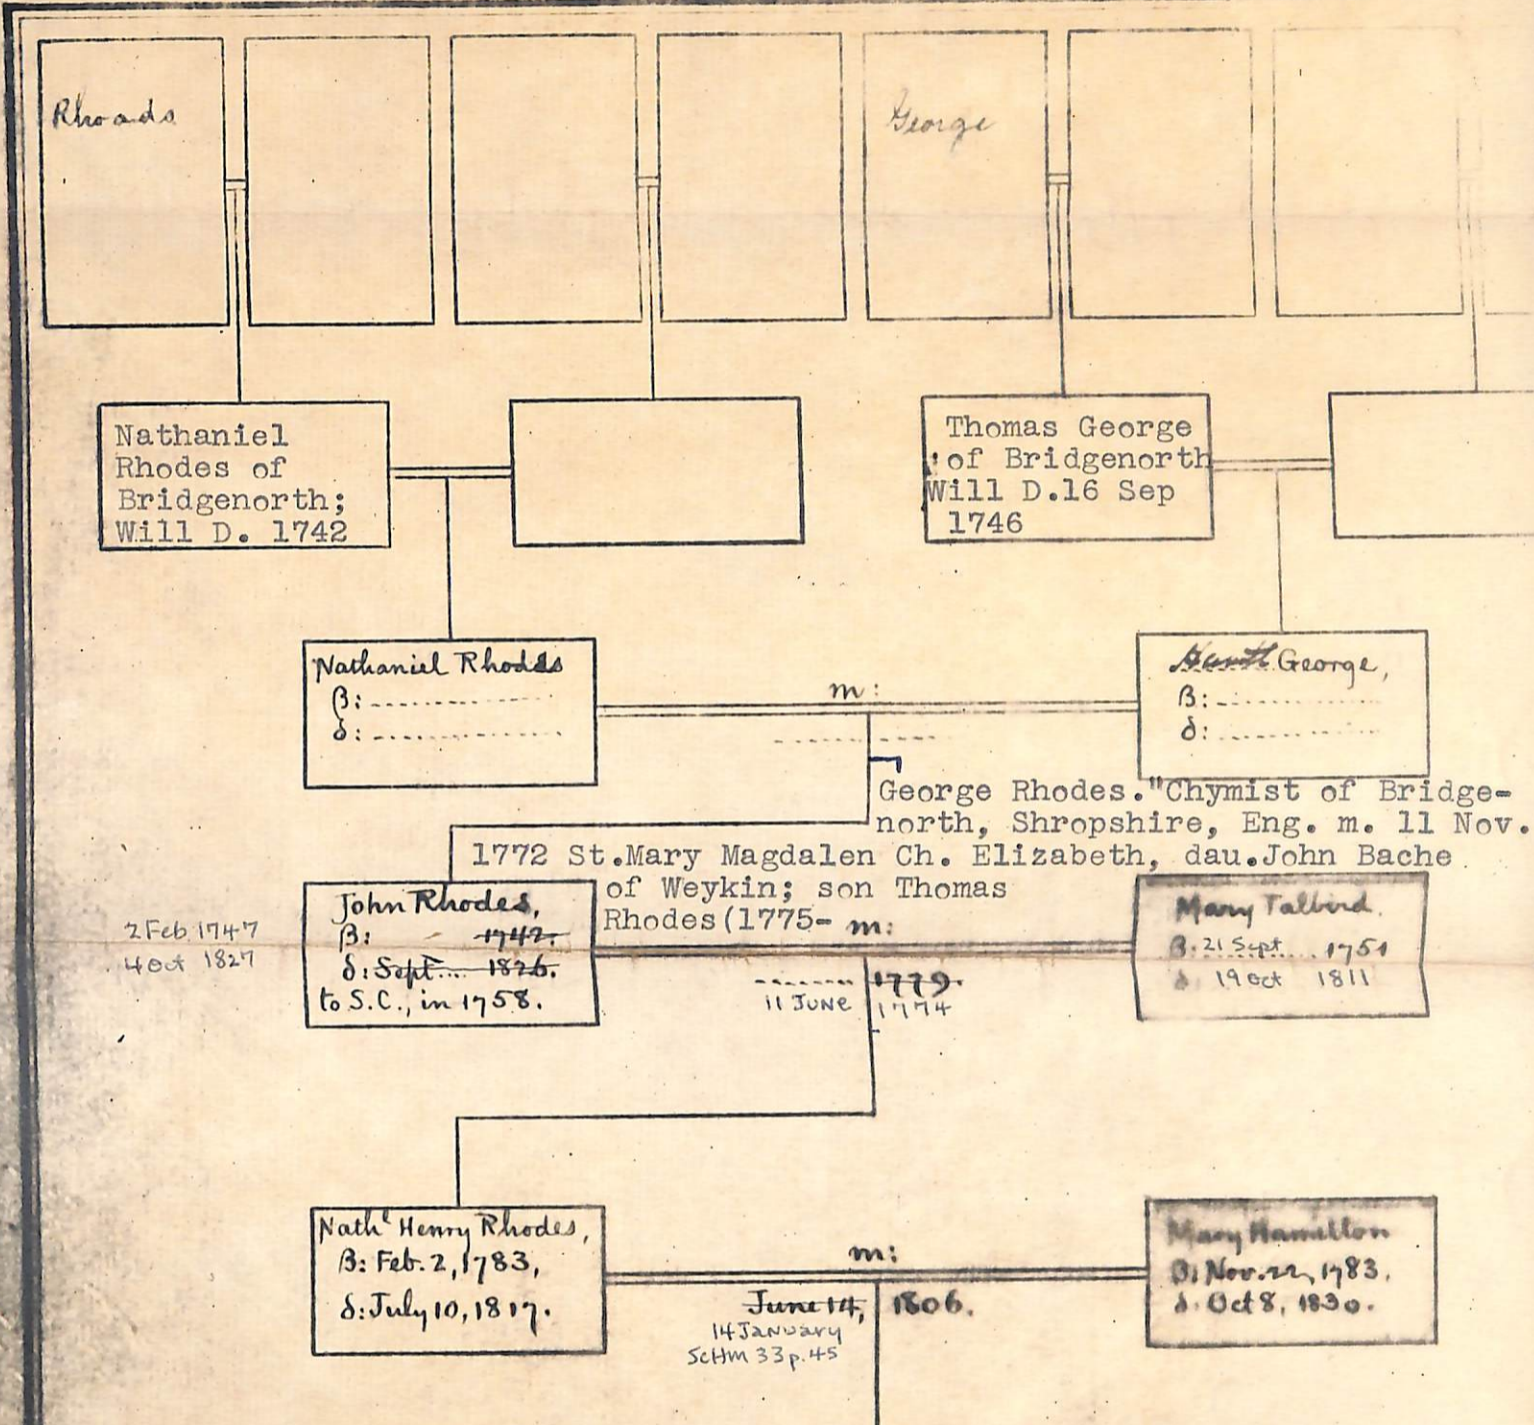 Rhoads
George
Nathaniel
Rhodes of
Bridgenorth;
Will D. 1742
Thomas George
of Bridgenorth
Will D.16 Sep
1746
Nathaniel Rhodes
B:
d:
m:
George,
B:
d:
George Rhodes."Chymist of Bridge-
north, Shropshire, Eng. m. 11 Nov.
1772 St.Mary Magdalen Ch. Elizabeth, dau.John Bache
of Weykin; son Thomas
Rhodes(1775-
2 Feb 1747
4 Oct 1827
John Rhodes,
B: 1742.
d: Sept.... 1826.
to S.C., in 1758.
m:
1779.
11 JUNE 1774
Mary Talbird.
B. 21 Sept.... 1751
d 19 Oct 1811
Nathl Henry Rhodes,
B: Feb. 2, 1783,
d: July 10, 1817.
m:
June 14, 1806.
14 January
ScHM 33 p. 45
Mary Hamilton
B: Nov. 22, 1783.
d. Oct 8, 1830.